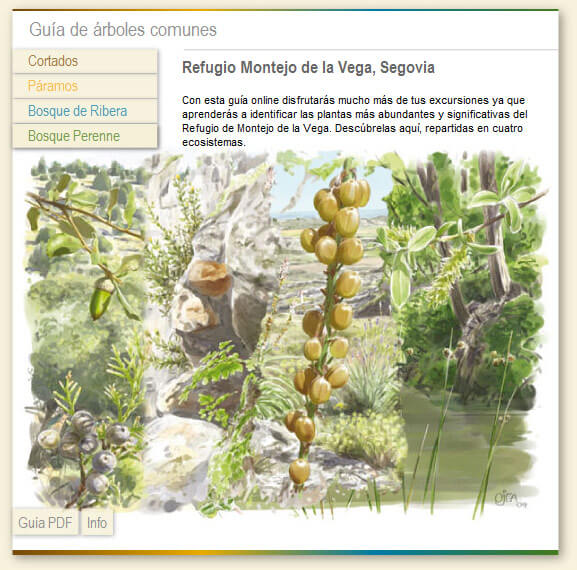 Guía de árboles comunes
Cortados
Páramos
Bosque de Ribera
Bosque Perenne
Refugio Montejo de la Vega, Segovia
Con esta guía online disfrutarás mucho más de tus excursiones ya que
aprenderás a identificar las plantas más abundantes y significativas del
Refugio de Montejo de la Vega. Descúbrelas aquí, repartidas en cuatro
ecosistemas.
Guía PDF
Info